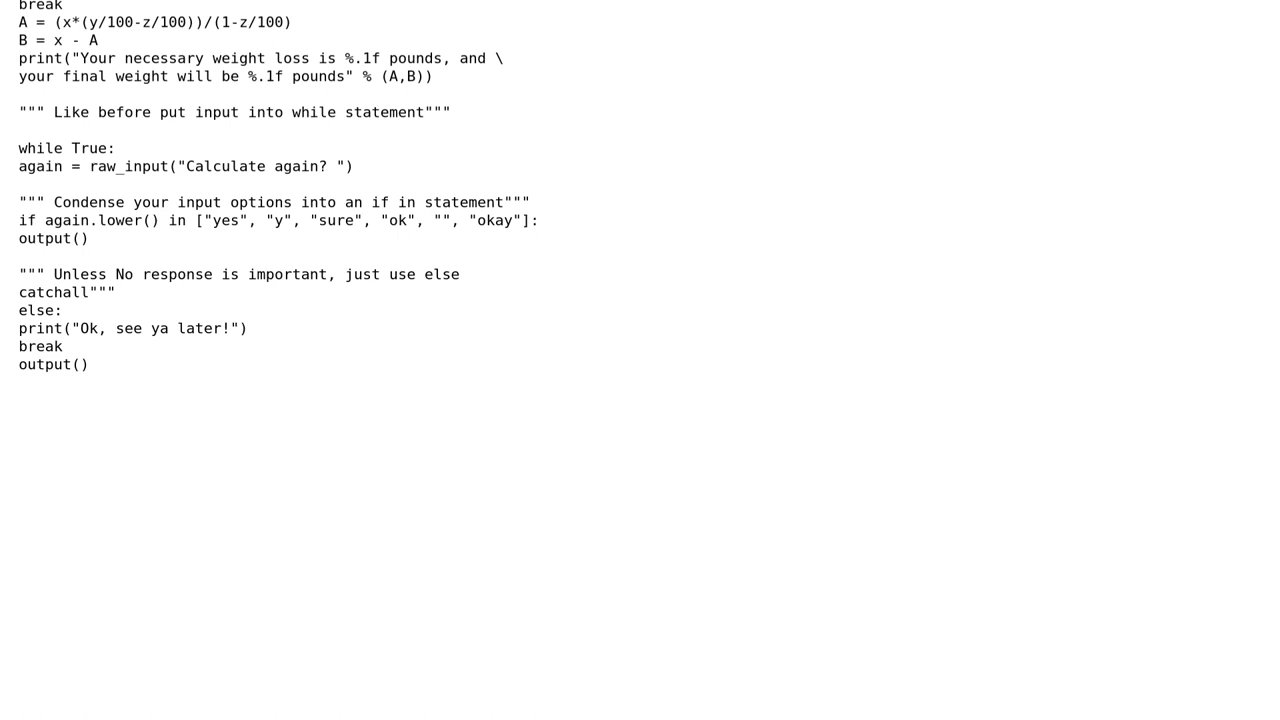 break
A = (x*(y/100-z/100))/(1-z/100)
B = x - A
print("Your necessary weight loss is %.1f pounds, and \
your final weight will be %.1f pounds" % (A,B))
""" Like before put input into while statement"""
while True:
again = raw_input("Calculate again? ")
""" Condense your input options into an if in statement"""
if again.lower() in ["yes", "y", "sure", "ok", "", "okay"]:
output()
""" Unless No response is important, just use else
catchall"""
else:
print("Ok, see ya later!")
break
output()